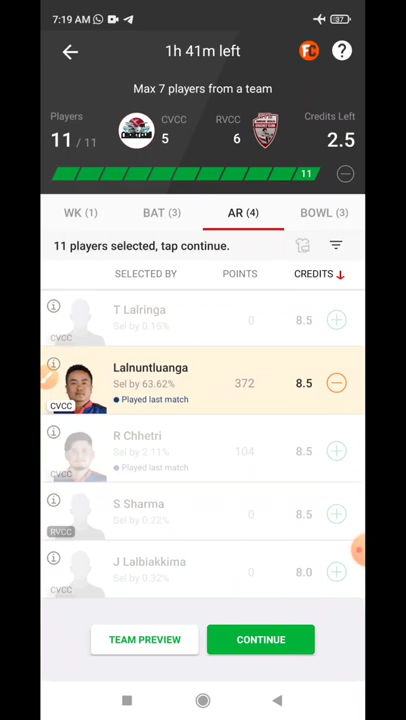 7:19 AM
87
1h 41m left
FC
?
Max 7 players from a team
Players
CVCC
RVCC
Credits Left
11 / 11
5
6
2.5
11
WK (1)
BAT (3)
AR (4)
BOWL (3)
11 players selected, tap continue.
SELECTED BY
POINTS
CREDITS
T Lalringa
Sel by 0.15%
0
8.5
CVCC
Lalnuntluanga
Sel by 63.62%
372
8.5
Played last match
CVCC
R Chhetri
Sel by 2.11%
104
8.5
Played last match
CVCC
S Sharma
Sel by 0.22%
0
8.5
RVCC
J Lalbiakkima
Sel by 0.32%
0
8.0
CVCC
TEAM PREVIEW
CONTINUE